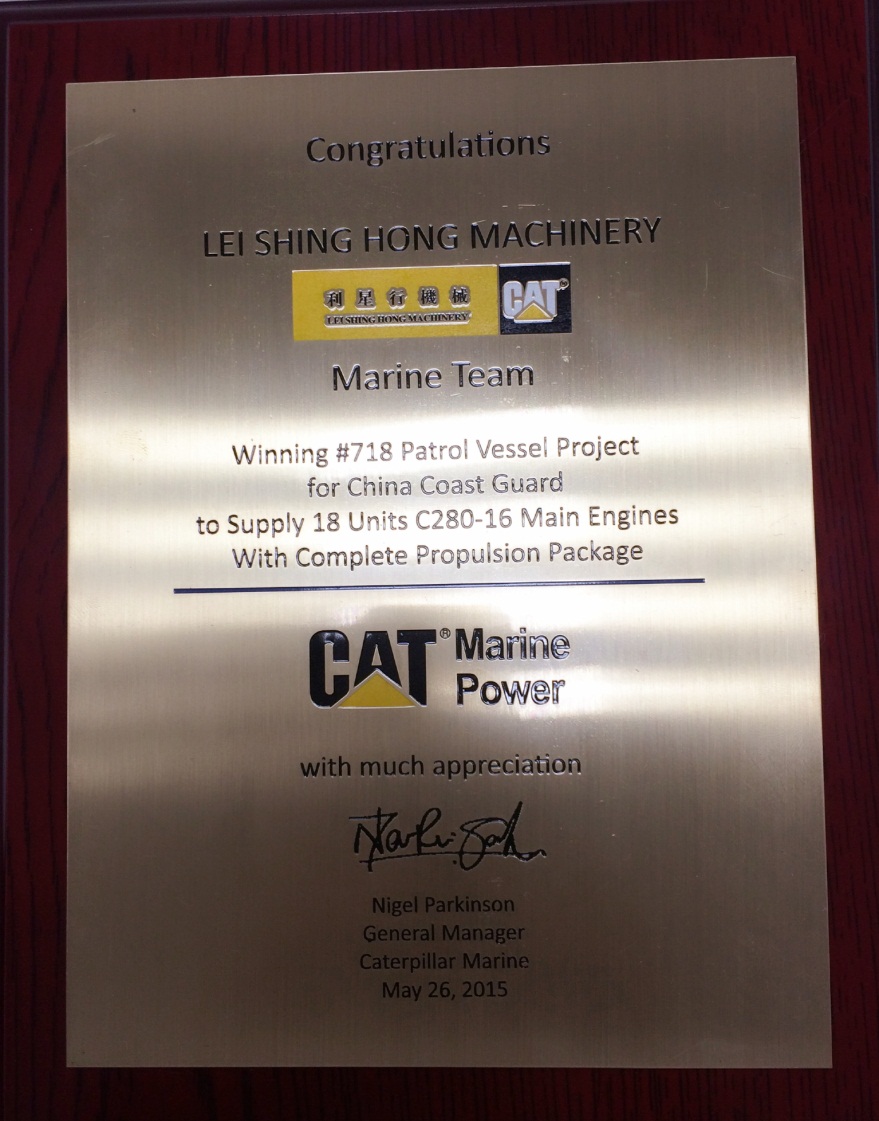 Congratulations
LEI SHING HONG MACHINERY
利星行機械
LEI SHING HONG MACHINERY
CAT®
Marine Team
Winning #718 Patrol Vessel Project
for China Coast Guard
to Supply 18 Units C280-16 Main Engines
With Complete Propulsion Package
CAT® Marine
Power
with much appreciation
Nigel Parkinson
General Manager
Caterpillar Marine
May 26, 2015